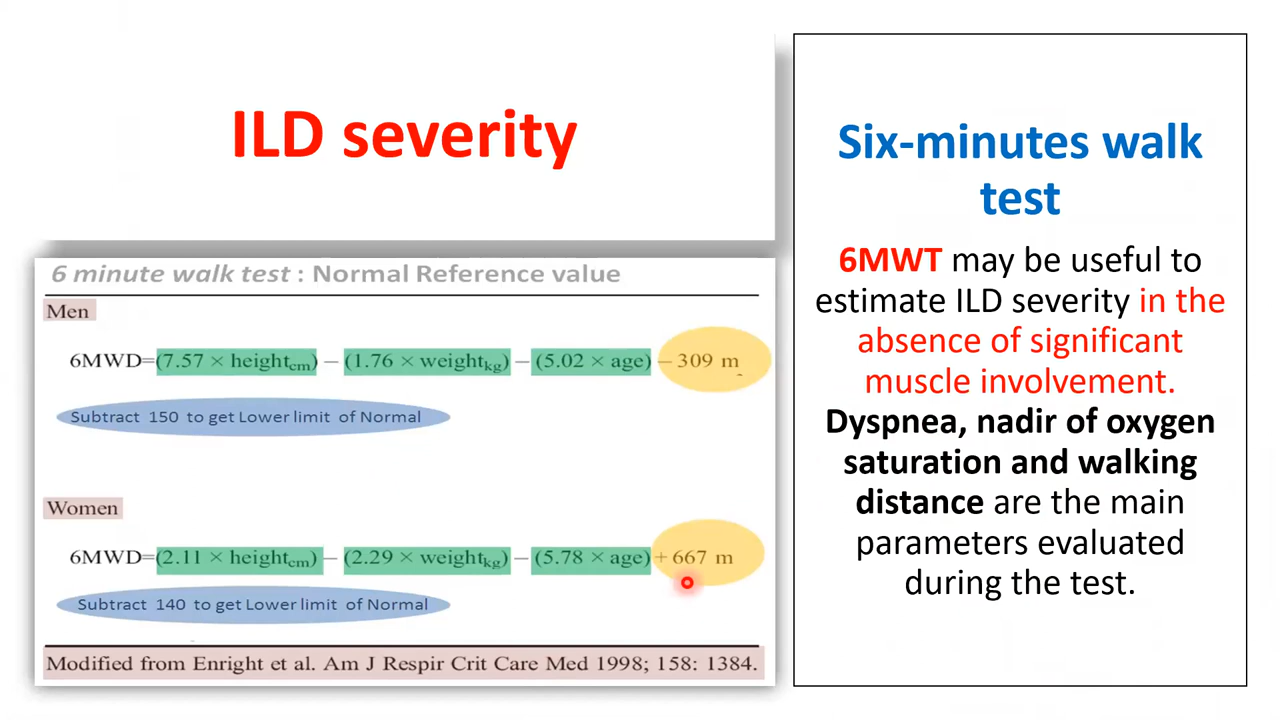 ILD severity
6 minute walk test : Normal Reference value
Men
6MWD=(7.57 × height_cm) − (1.76 × weight_kg) − (5.02 × age) − 309 m
Subtract 150 to get Lower limit of Normal
Women
6MWD=(2.11 × height_cm) − (2.29 × weight_kg) − (5.78 × age) + 667 m
Subtract 140 to get Lower limit of Normal
Modified from Enright et al. Am J Respir Crit Care Med 1998; 158: 1384.
Six-minutes walk
test
6MWT may be useful to
estimate ILD severity in the
absence of significant
muscle involvement.
Dyspnea, nadir of oxygen
saturation and walking
distance are the main
parameters evaluated
during the test.